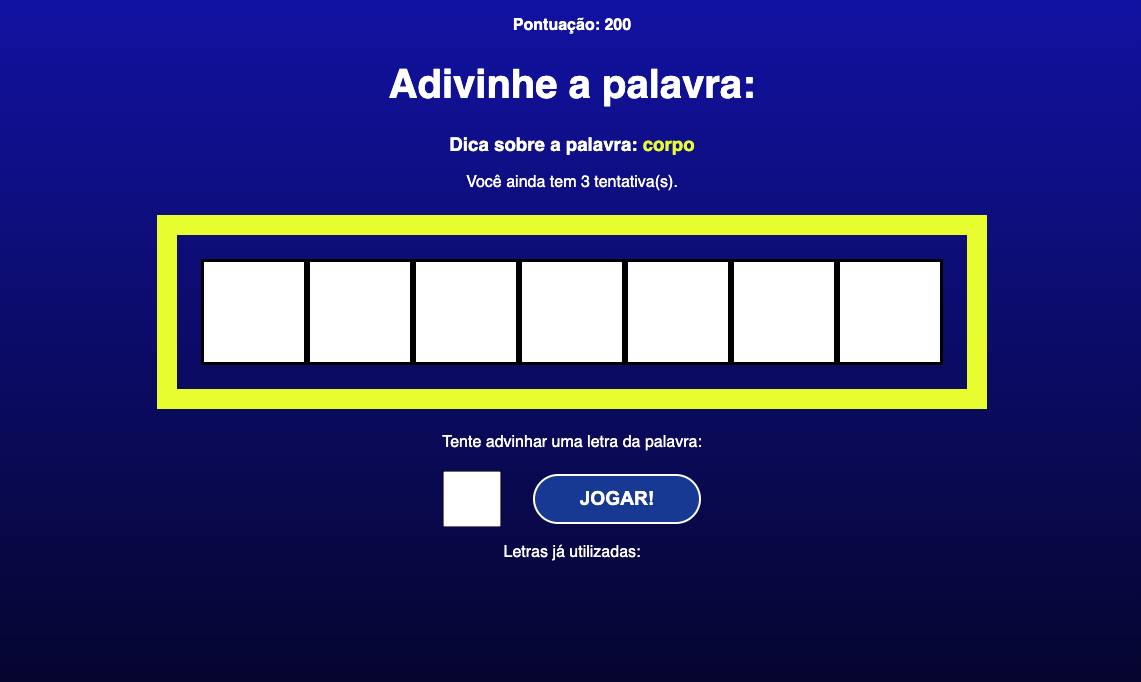 Pontuação: 200
Adivinhe a palavra:
Dica sobre a palavra: corpo
Você ainda tem 3 tentativa(s).
Tente advinhar uma letra da palavra:
JOGAR!
Letras já utilizadas: